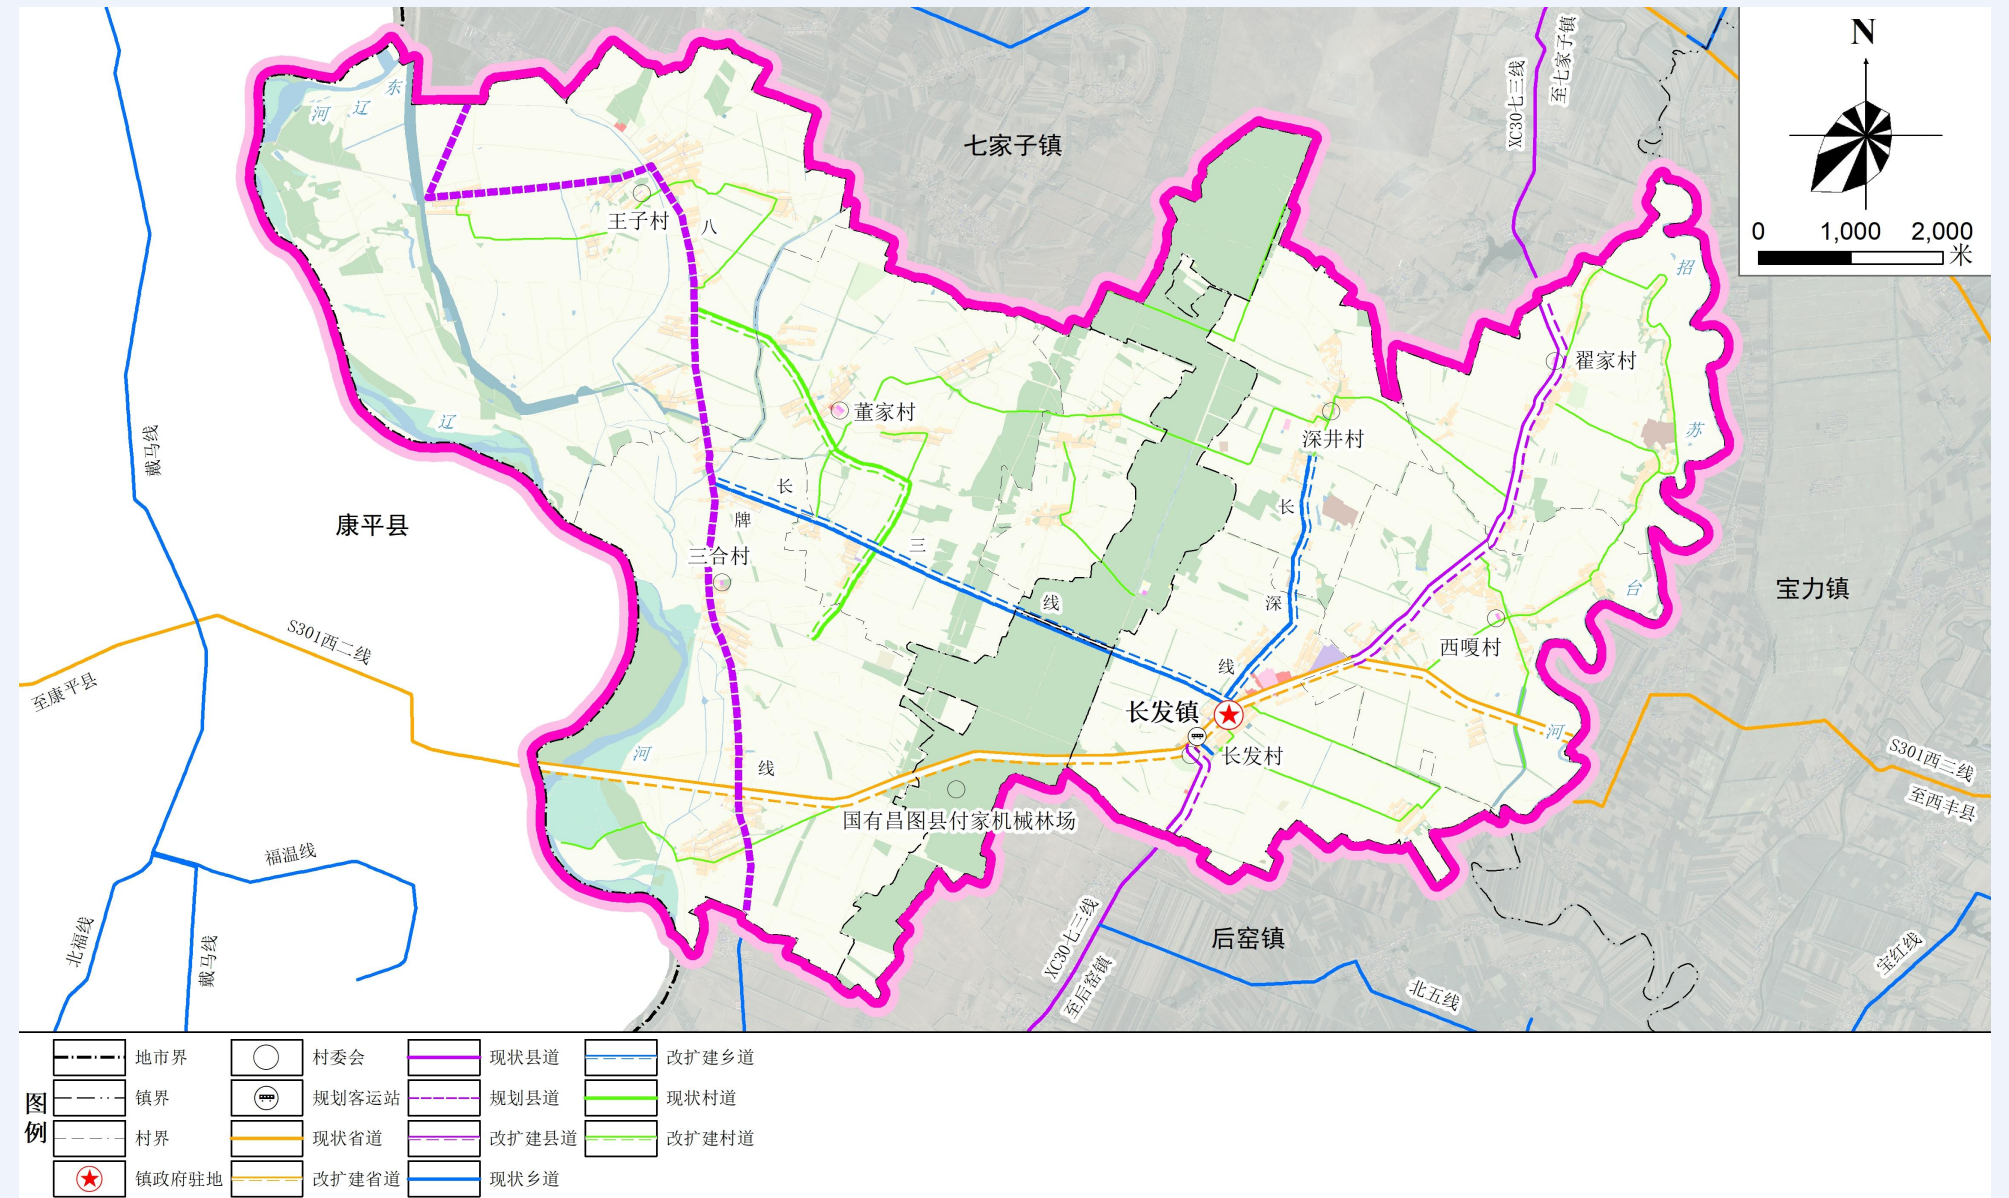 N
0 1,000 2,000
米
XC30七三线
至七家子镇
七家子镇
东
辽
河
王子村
八
招
翟家村
董家村
辽
苏
深井村
戴马线
长
长
牌
康平县
三
三合村
线
深
台
宝力镇
S301西二线
西嘎村
线
至康平县
长发镇
河
河
长发村
线
S301西二线
至西丰县
国有昌图县付家机械林场
福温线
XC30七三线
至后窑镇
后窑镇
北福线
戴马线
北五线
宝红线
图例
地市界
村委会
现状县道
改扩建乡道
镇界
规划客运站
规划县道
现状村道
村界
现状省道
改扩建县道
改扩建村道
镇政府驻地
改扩建省道
现状乡道